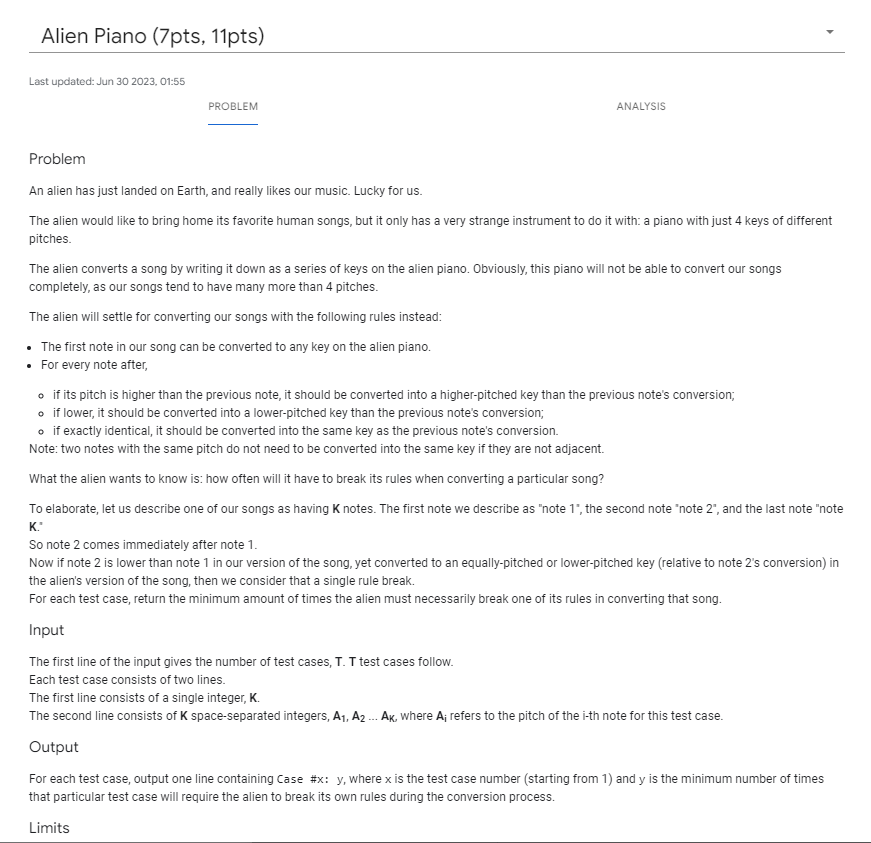 Alien Piano (7pts, 11pts)
Last updated: Jun 30 2023, 01:55
PROBLEM
ANALYSIS
Problem
An alien has just landed on Earth, and really likes our music. Lucky for us.
The alien would like to bring home its favorite human songs, but it only has a very strange instrument to do it with: a piano with just 4 keys of different
pitches.
The alien converts a song by writing it down as a series of keys on the alien piano. Obviously, this piano will not be able to convert our songs
completely, as our songs tend to have many more than 4 pitches.
The alien will settle for converting our songs with the following rules instead:
• The first note in our song can be converted to any key on the alien piano.
• For every note after,
◦ if its pitch is higher than the previous note, it should be converted into a higher-pitched key than the previous note's conversion;
◦ if lower, it should be converted into a lower-pitched key than the previous note's conversion;
◦ if exactly identical, it should be converted into the same key as the previous note's conversion.
Note: two notes with the same pitch do not need to be converted into the same key if they are not adjacent.
What the alien wants to know is: how often will it have to break its rules when converting a particular song?
To elaborate, let us describe one of our songs as having K notes. The first note we describe as "note 1", the second note "note 2", and the last note "note
K."
So note 2 comes immediately after note 1.
Now if note 2 is lower than note 1 in our version of the song, yet converted to an equally-pitched or lower-pitched key (relative to note 2's conversion) in
the alien's version of the song, then we consider that a single rule break.
For each test case, return the minimum amount of times the alien must necessarily break one of its rules in converting that song.
Input
The first line of the input gives the number of test cases, T. T test cases follow.
Each test case consists of two lines.
The first line consists of a single integer, K.
The second line consists of K space-separated integers, A1, A2 ... AK, where Ai refers to the pitch of the i-th note for this test case.
Output
For each test case, output one line containing Case #x: y, where x is the test case number (starting from 1) and y is the minimum number of times
that particular test case will require the alien to break its own rules during the conversion process.
Limits